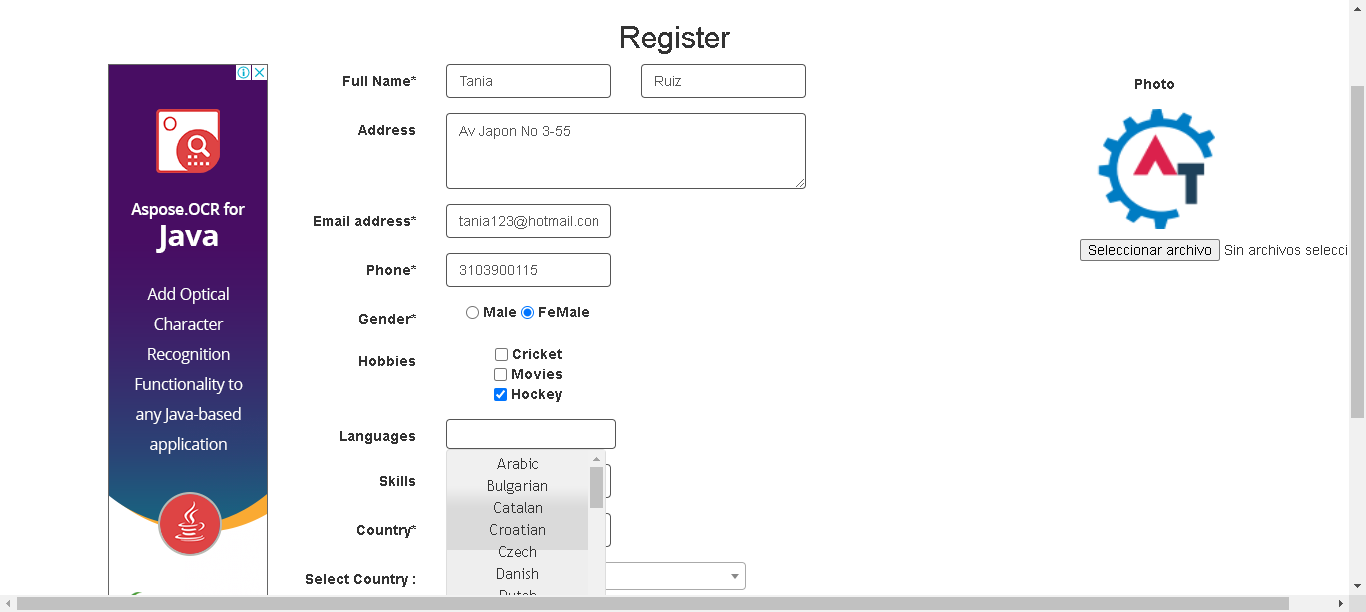 Register
Aspose.OCR for
Java
Add Optical
Character
Recognition
Functionality to
any Java-based
application
Full Name* Tania Ruiz
Address Av Japon No 3-55
Email address* tania123@hotmail.con
Phone* 3103900115
Gender* Male FeMale
Hobbies Cricket
Movies
Hockey
Languages
Arabic
Bulgarian
Catalan
Croatian
Czech
Danish
Dutch
Skills
Country*
Select Country :
Photo
AT
Seleccionar archivo Sin archivos selecci